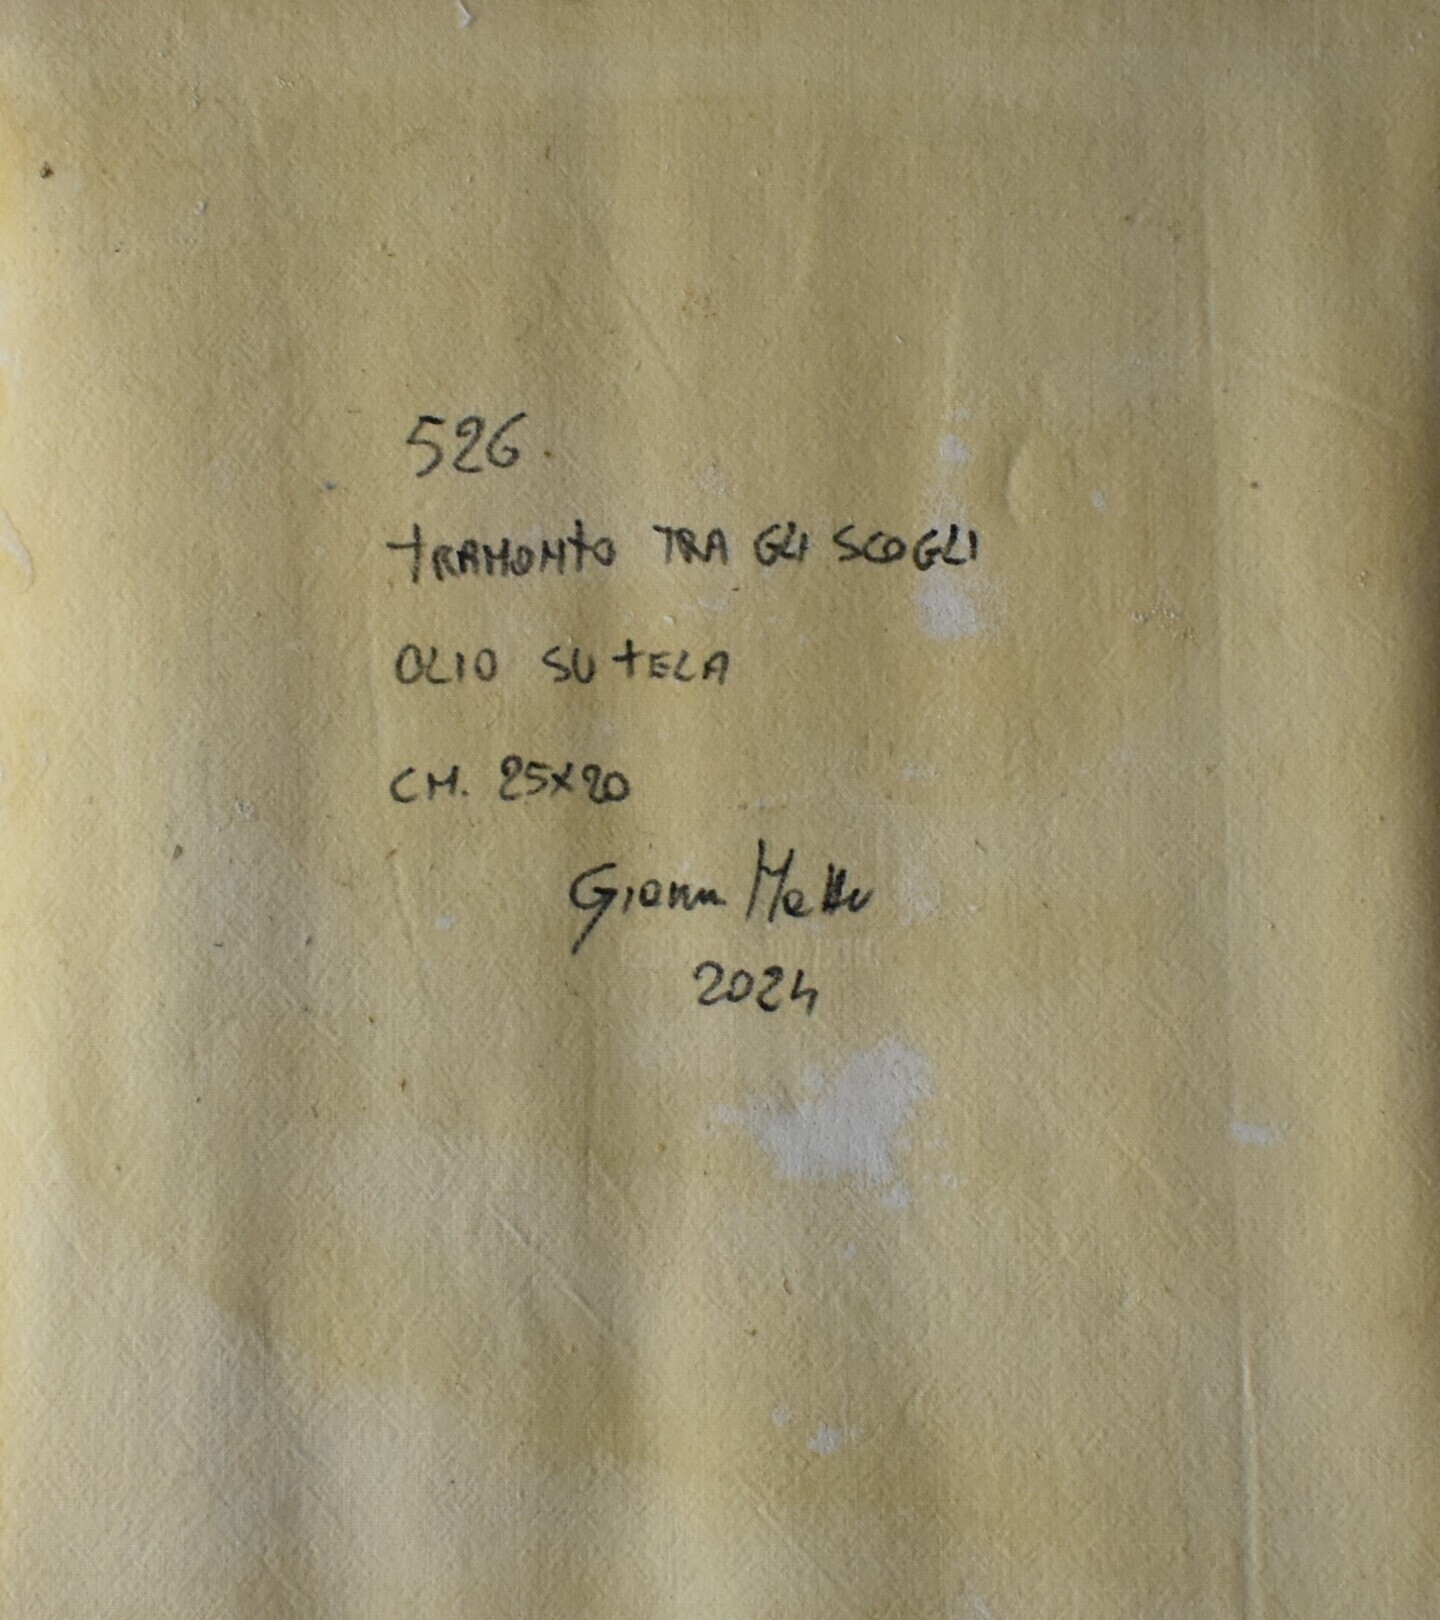 526.
TRAMONTO TRA GLI SCOGLI
OLIO SU TELA
CM. 25X20
2024